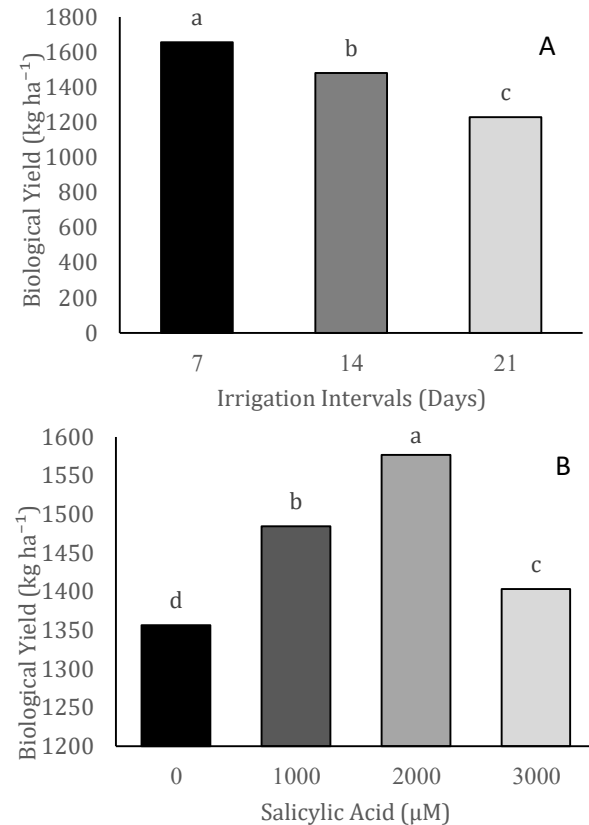 1800
1600
1400
1200
1000
800
600
400
200
0
Biological Yield (kg ha⁻¹)
a
b
c
A
7 14 21
Irrigation Intervals (Days)
1600
1550
1500
1450
1400
1350
1300
1250
1200
Biological Yield (kg ha⁻¹)
d
b
a
c
B
0 1000 2000 3000
Salicylic Acid (µM)